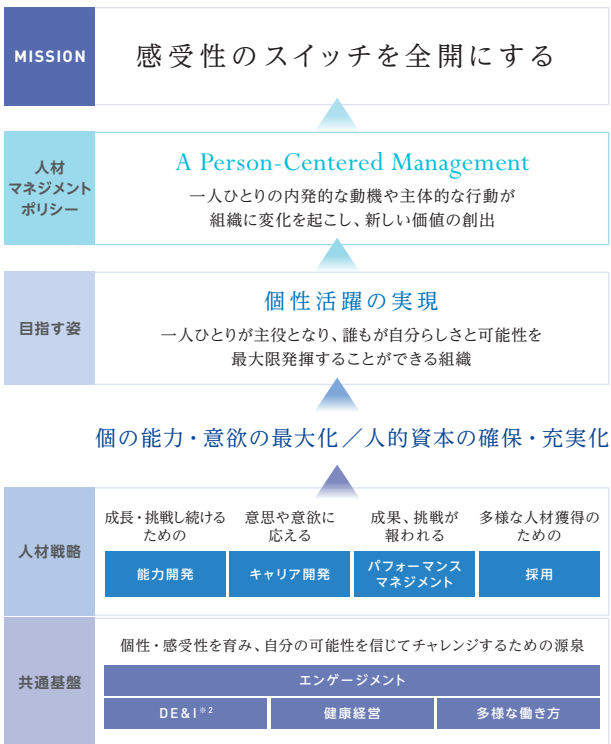 MISSION
感受性のスイッチを全開にする
人材
マネジメント
ポリシー
A Person-Centered Management
一人ひとりの内発的な動機や主体的な行動が
組織に変化を起こし、新しい価値の創出
目指す姿
個性活躍の実現
一人ひとりが主役となり、誰もが自分らしさと可能性を
最大限発揮することができる組織
個の能力・意欲の最大化／人的資本の確保・充実化
人材戦略
成長・挑戦し続ける
ための
能力開発
意思や意欲に
応える
キャリア開発
成果、挑戦が
報われる
パフォーマンス
マネジメント
多様な人材獲得の
ための
採用
共通基盤
個性・感受性を育み、自分の可能性を信じてチャレンジするための源泉
エンゲージメント
DE&I※2
健康経営
多様な働き方